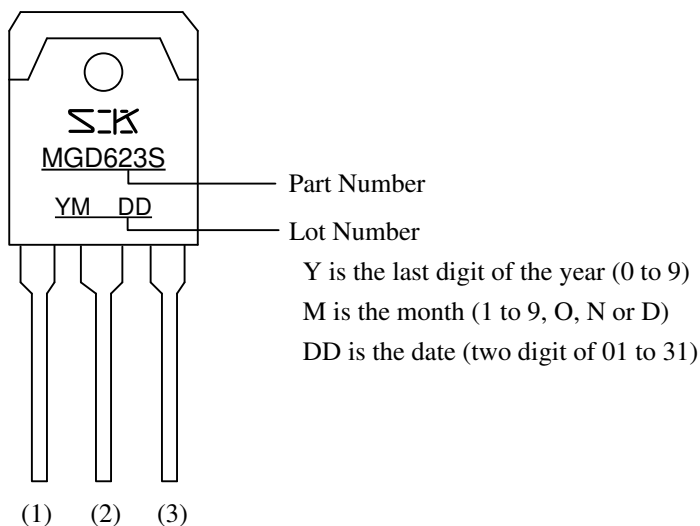 SK
MGD623S
YM DD
Part Number
Lot Number
Y is the last digit of the year (0 to 9)
M is the month (1 to 9, O, N or D)
DD is the date (two digit of 01 to 31)
(1) (2) (3)